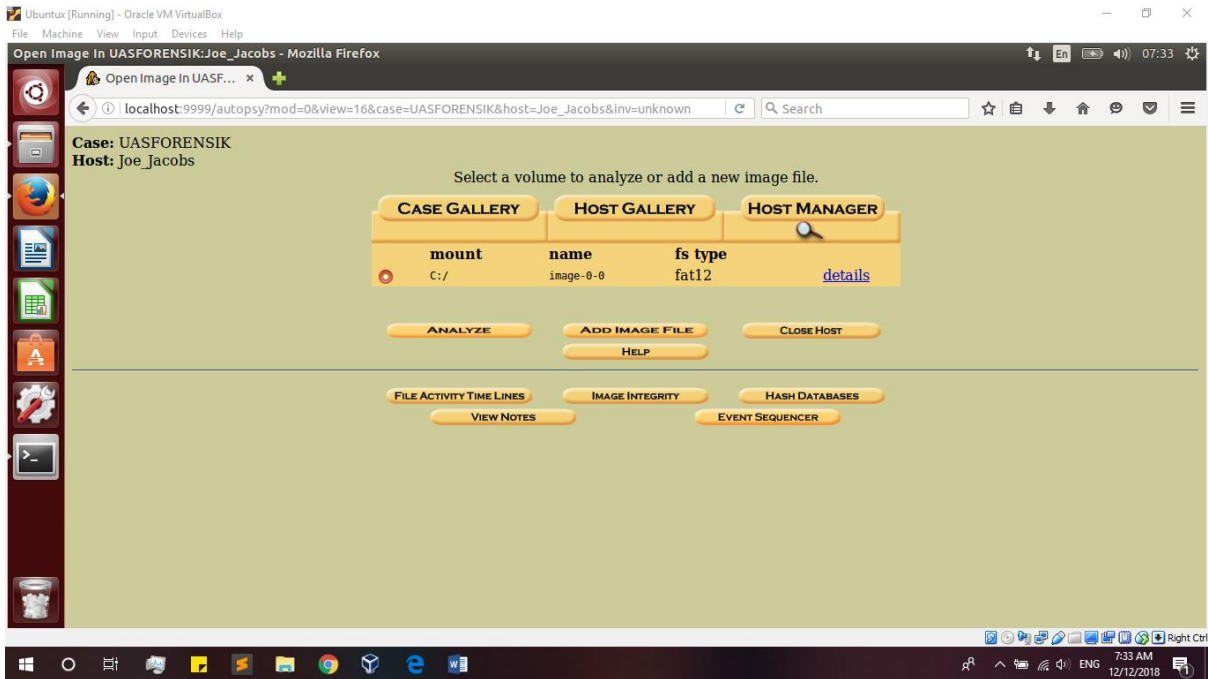 Ubuntux [Running] - Oracle VM VirtualBox
File Machine View Input Devices Help
Open Image In UASFORENSIK:Joe_Jacobs - Mozilla Firefox
En
07:33
Open Image In UASF...
localhost:9999/autopsy?mod=0&view=16&case=UASFORENSIK&host=Joe_Jacobs&inv=unknown
Search
Case: UASFORENSIK
Host: Joe_Jacobs
Select a volume to analyze or add a new image file.
CASE GALLERY HOST GALLERY HOST MANAGER
mount name fs type
C:/ image-0-0 fat12 details
ANALYZE ADD IMAGE FILE CLOSE HOST
HELP
FILE ACTIVITY TIME LINES IMAGE INTEGRITY HASH DATABASES
VIEW NOTES EVENT SEQUENCER
Right Ctrl
ENG
7:33 AM
12/12/2018